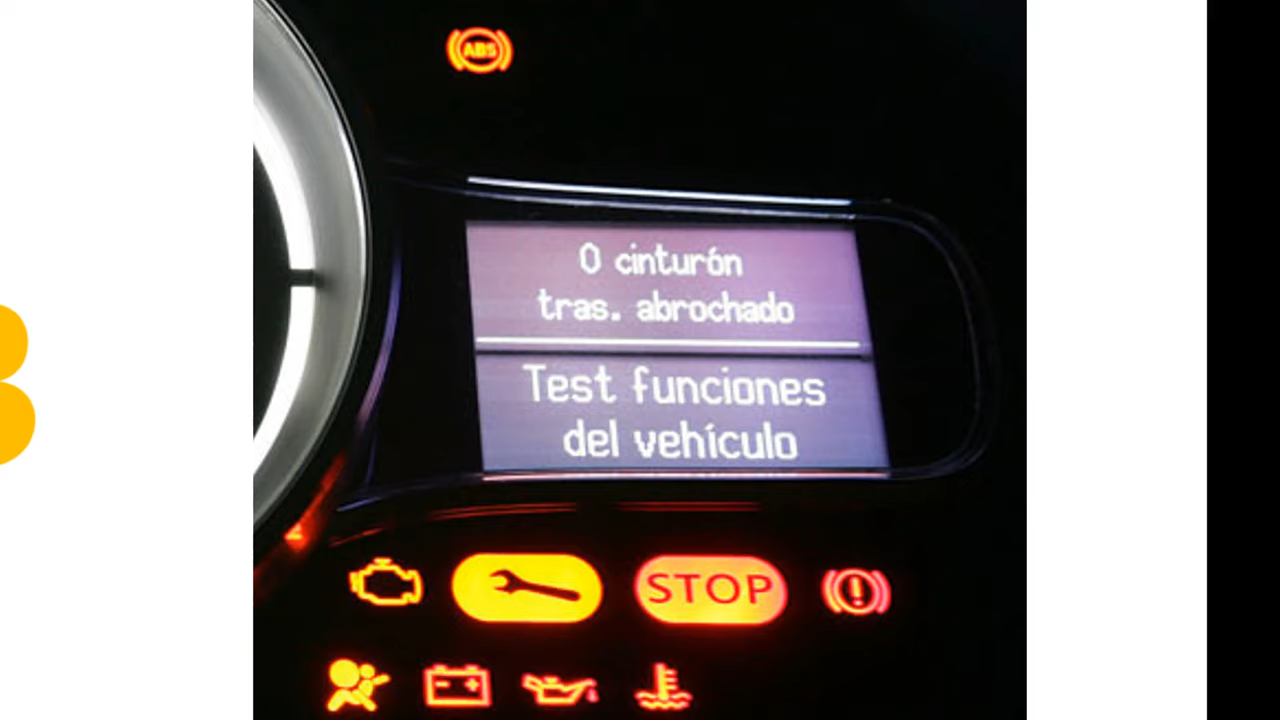 ABS
0 cinturón
tras. abrochado
Test funciones
del vehículo
STOP